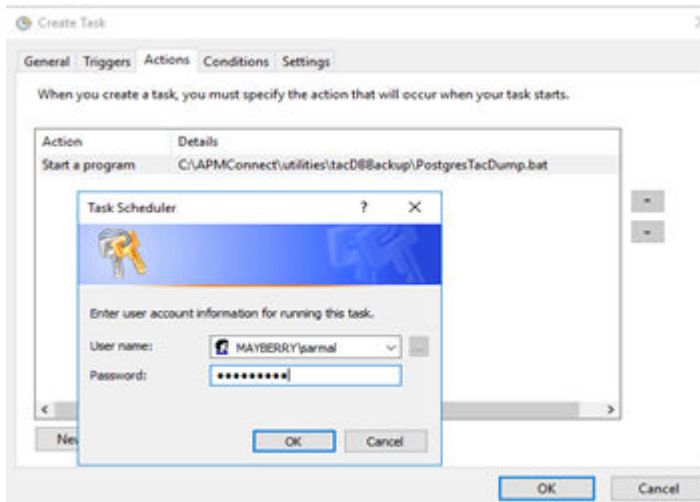 Create Task
General Triggers Actions Conditions Settings
When you create a task, you must specify the action that will occur when your task starts.
Action Details
Start a program C:\APMConnect\utilities\tacDBBackup\PostgresTacDump.bat
Task Scheduler ?
Enter user account information for running this task.
User name: MAYBERRY\sarmal
...
Password: •••••••••
OK Cancel
OK Cancel